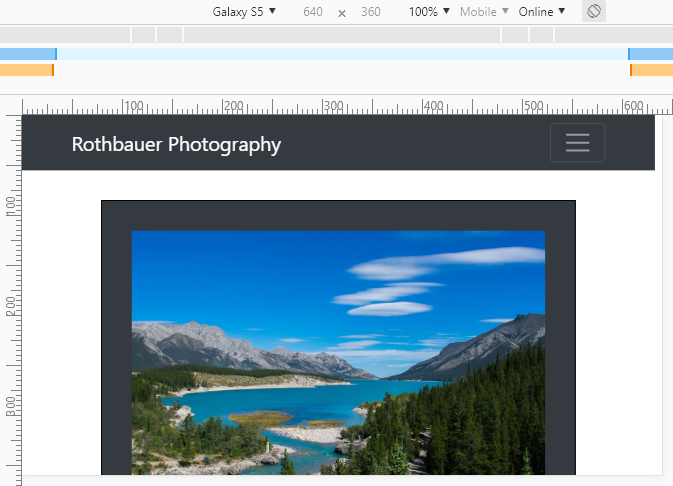 Galaxy S5 ▼ 640 × 360 100% ▼ Mobile ▼ Online ▼
100 200 300 400 500 600
Rothbauer Photography
100
200
300